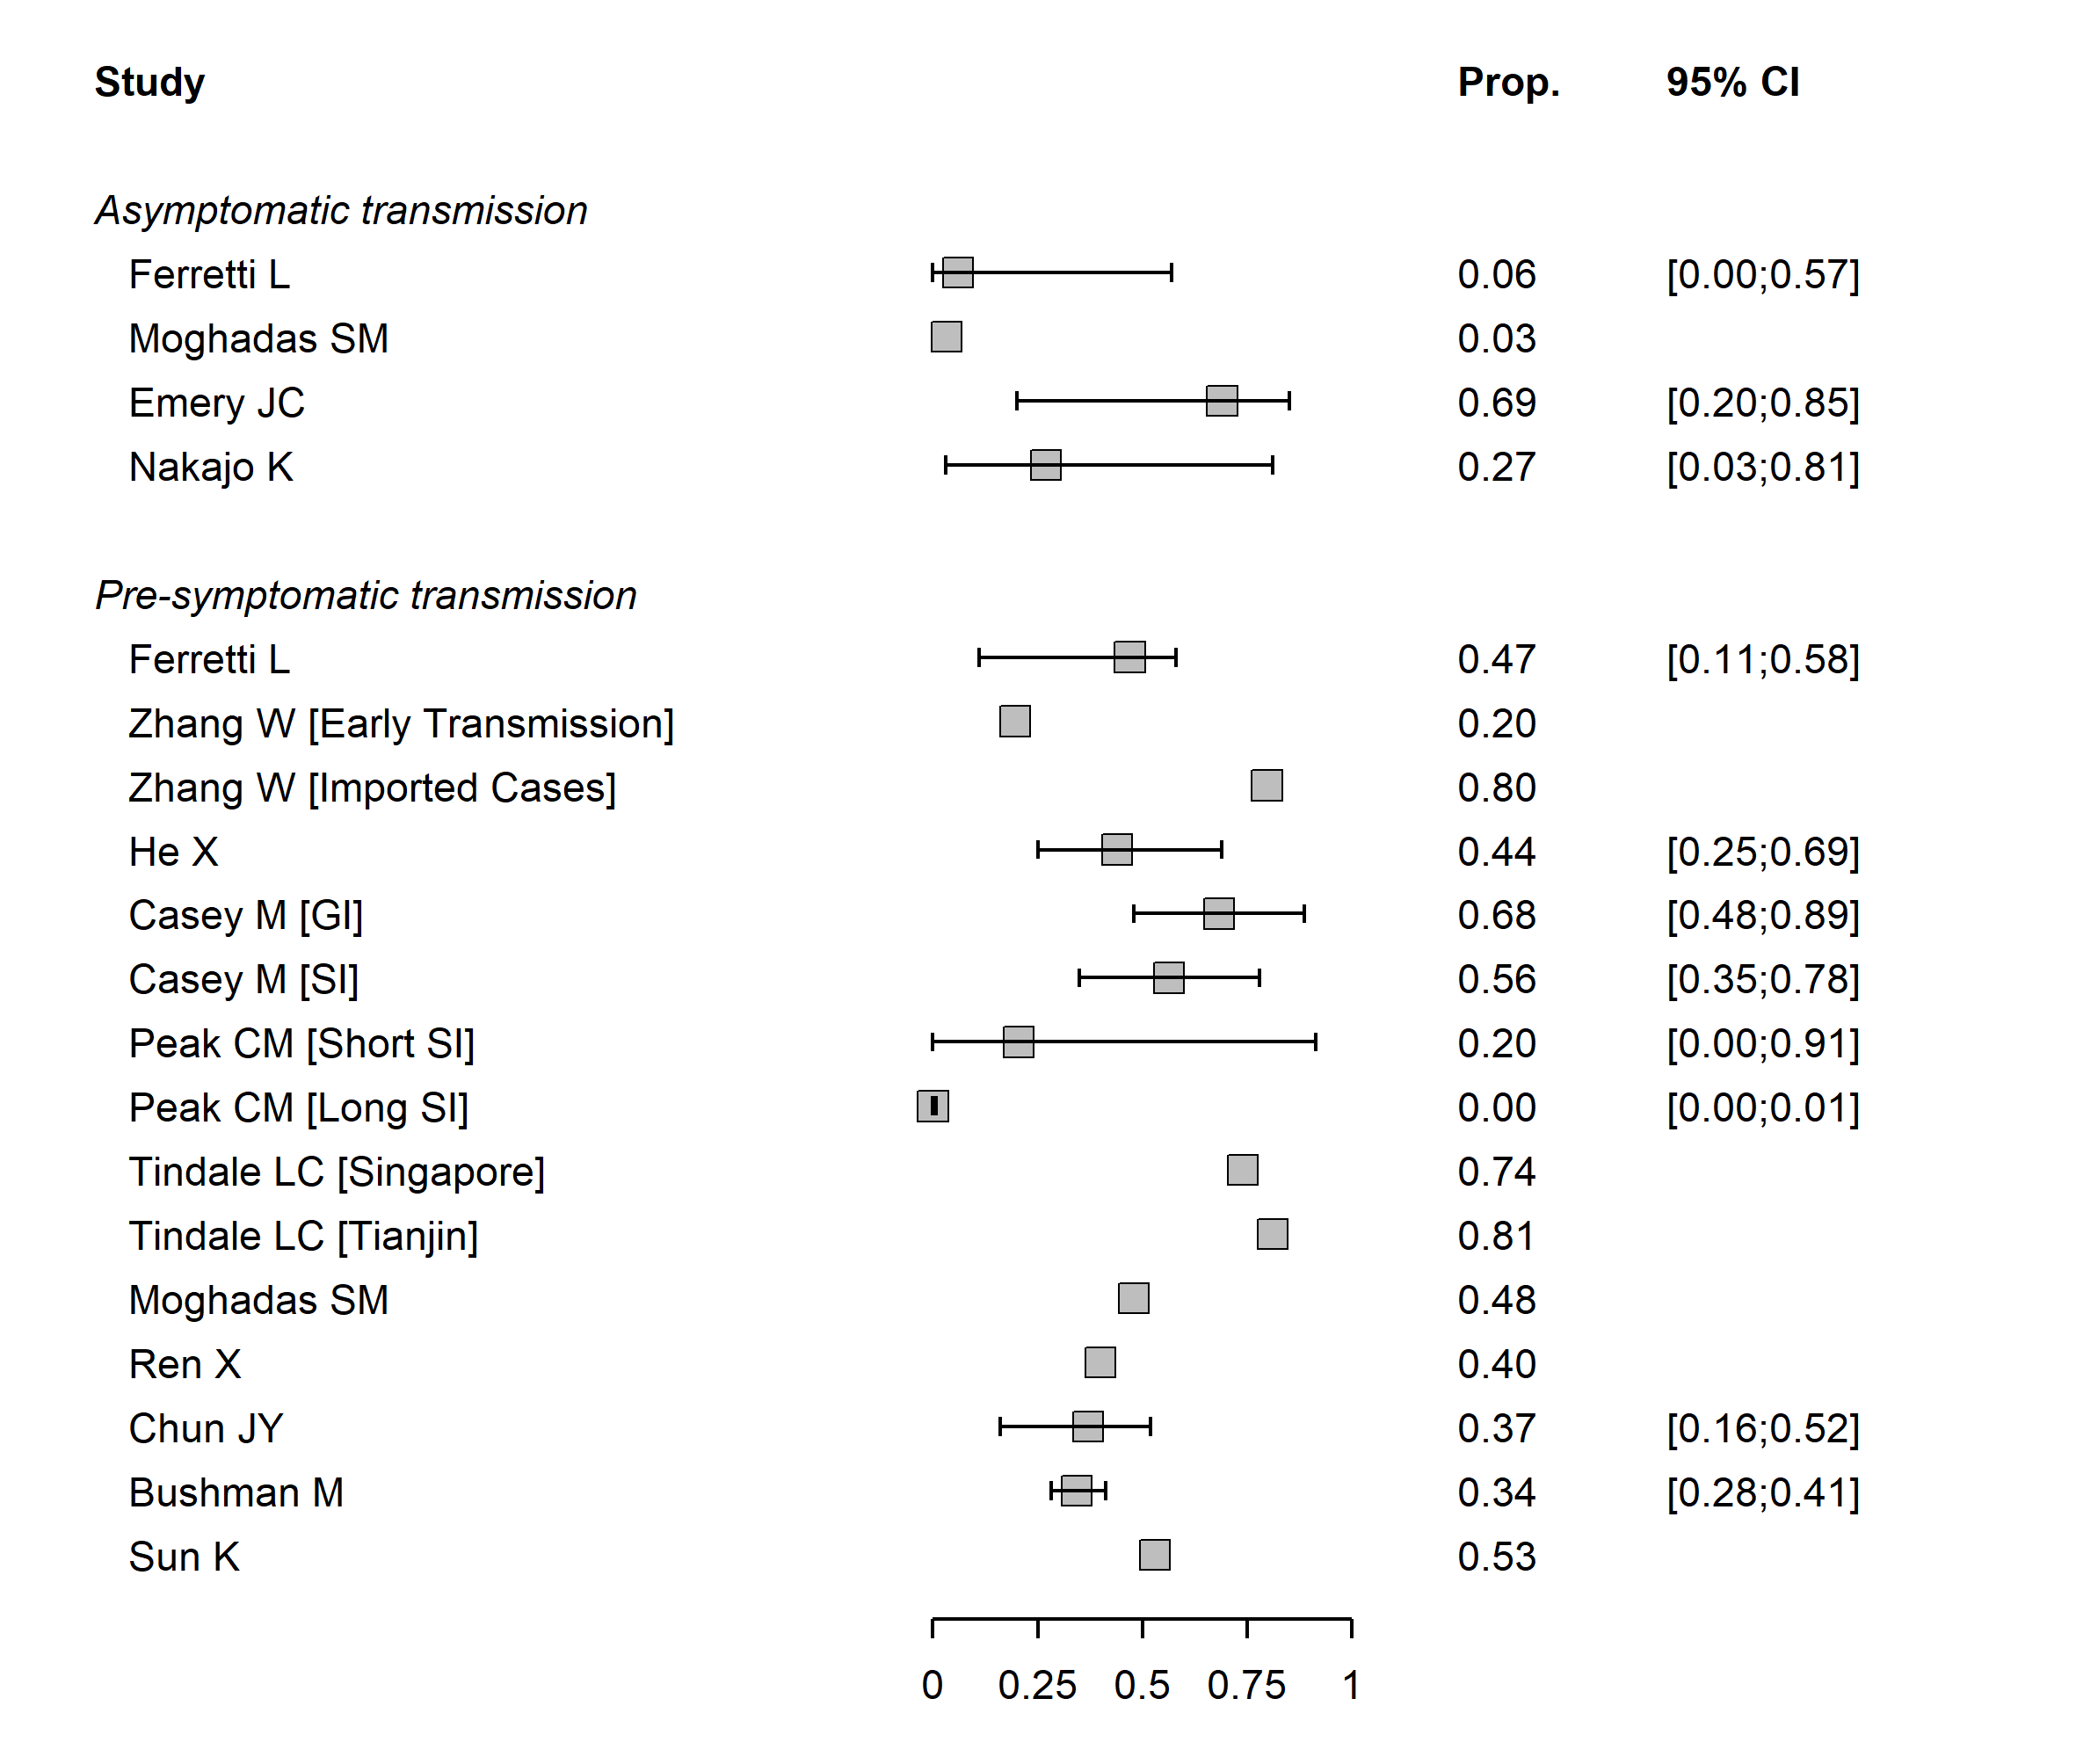 Study Prop. 95% CI
Asymptomatic transmission
Ferretti L 0.06 [0.00;0.57]
Moghadas SM 0.03
Emery JC 0.69 [0.20;0.85]
Nakajo K 0.27 [0.03;0.81]
Pre-symptomatic transmission
Ferretti L 0.47 [0.11;0.58]
Zhang W [Early Transmission] 0.20
Zhang W [Imported Cases] 0.80
He X 0.44 [0.25;0.69]
Casey M [GI] 0.68 [0.48;0.89]
Casey M [SI] 0.56 [0.35;0.78]
Peak CM [Short SI] 0.20 [0.00;0.91]
Peak CM [Long SI] 0.00 [0.00;0.01]
Tindale LC [Singapore] 0.74
Tindale LC [Tianjin] 0.81
Moghadas SM 0.48
Ren X 0.40
Chun JY 0.37 [0.16;0.52]
Bushman M 0.34 [0.28;0.41]
Sun K 0.53
0 0.25 0.5 0.75 1